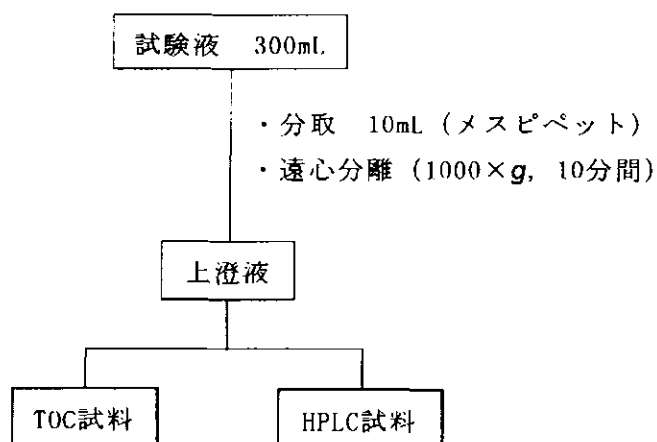 試験液 300mL
・分取 10mL (メスピペット)
・遠心分離 (1000×g, 10分間)
上澄液
TOC試料
HPLC試料